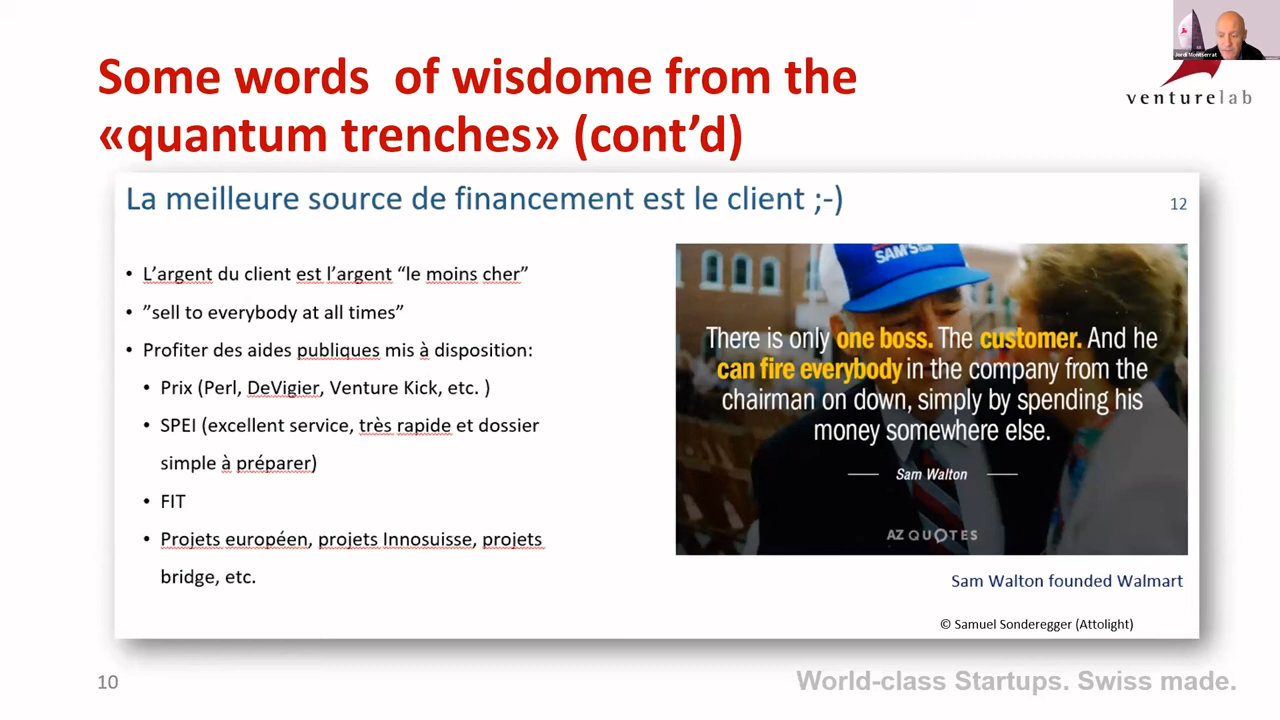 Some words of wisdome from the
«quantum trenches» (cont’d)
Jordi Montserrat
venturelab
La meilleure source de financement est le client ;-)
12
• L’argent du client est l’argent “le moins cher”
• ”sell to everybody at all times”
• Profiter des aides publiques mis à disposition:
• Prix (Perl, DeVigier, Venture Kick, etc. )
• SPEI (excellent service, très rapide et dossier
simple à préparer)
• FIT
• Projets européen, projets Innosuisse, projets
bridge, etc.
SAM'S
There is only one boss. The customer. And he
can fire everybody in the company from the
chairman on down, simply by spending his
money somewhere else.
Sam Walton
AZ QUOTES
Sam Walton founded Walmart
© Samuel Sonderegger (Attolight)
10
World-class Startups. Swiss made.